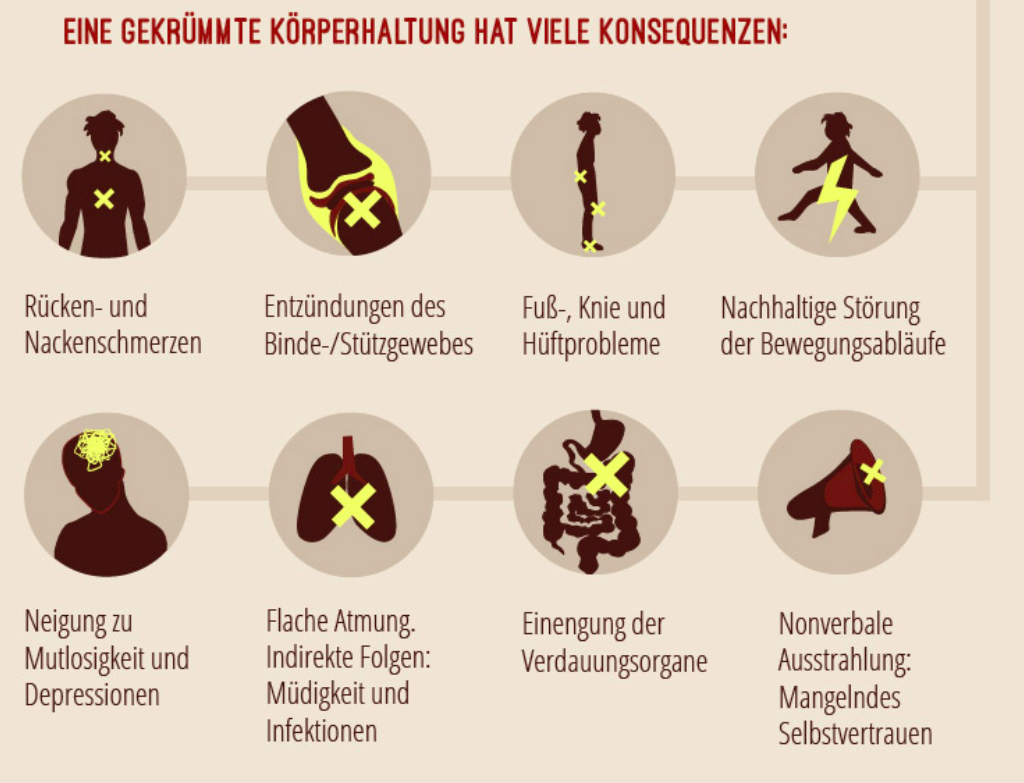 EINE GEKRÜMMTE KÖRPERHALTUNG HAT VIELE KONSEQUENZEN:
Rücken- und
Nackenschmerzen
Entzündungen des
Binde-/Stützgewebes
Fuß-, Knie und
Hüftprobleme
Nachhaltige Störung
der Bewegungsabläufe
Neigung zu
Mutlosigkeit und
Depressionen
Flache Atmung.
Indirekte Folgen:
Müdigkeit und
Infektionen
Einengung der
Verdauungsorgane
Nonverbale
Ausstrahlung:
Mangelndes
Selbstvertrauen